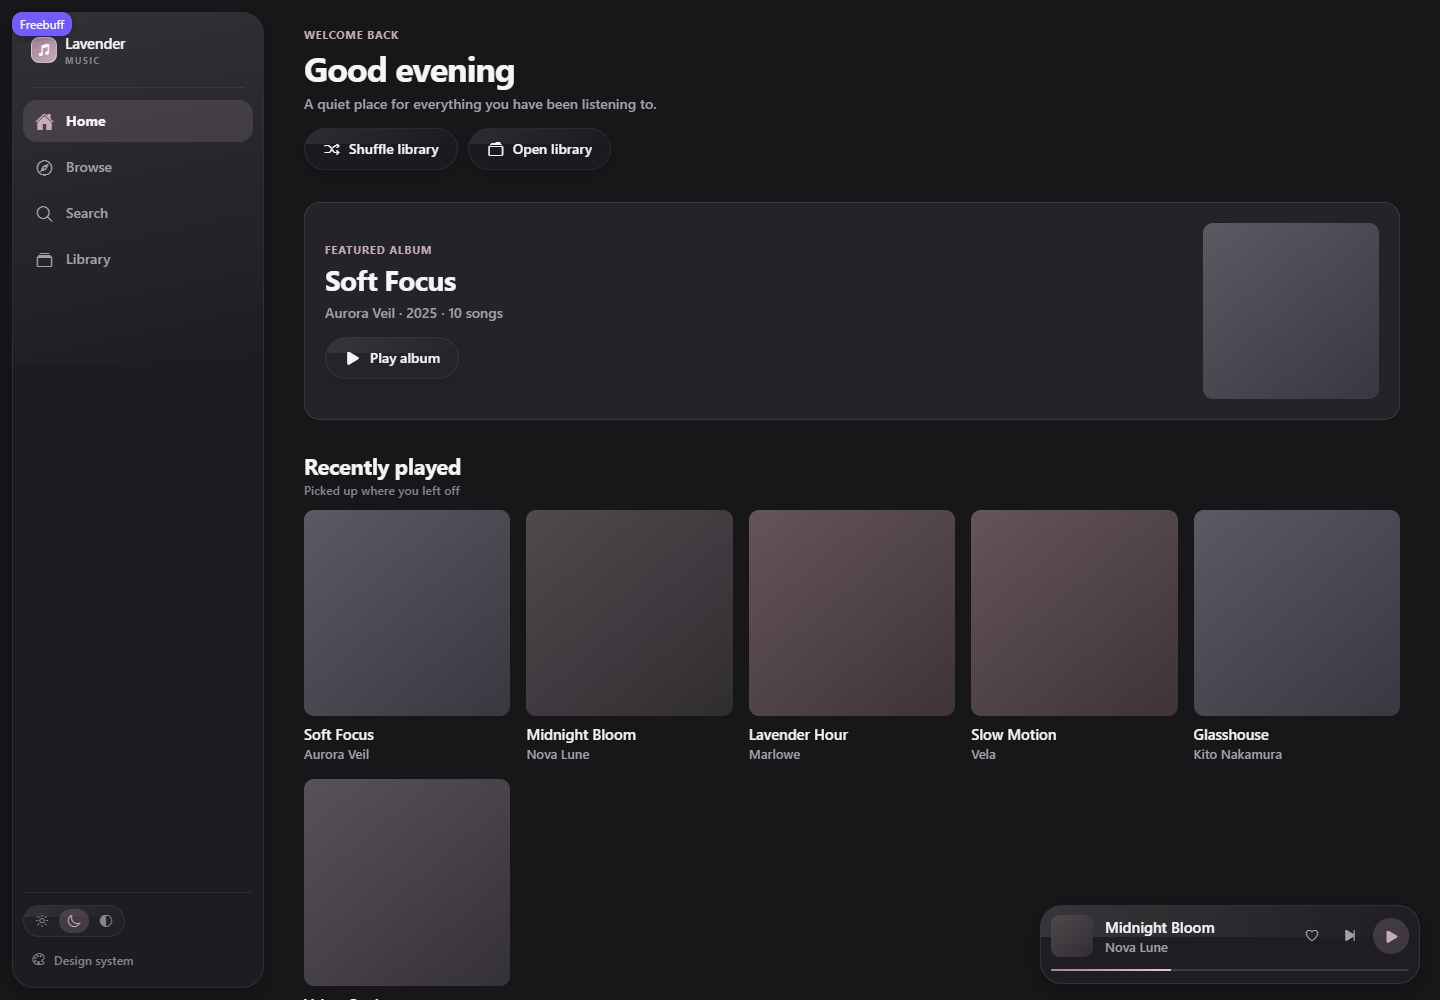 Freebuff
Lavender
MUSIC
Home
Browse
Search
Library
Design system
WELCOME BACK
Good evening
A quiet place for everything you have been listening to.
Shuffle library
Open library
FEATURED ALBUM
Soft Focus
Aurora Veil · 2025 · 10 songs
Play album
Recently played
Picked up where you left off
Soft Focus
Aurora Veil
Midnight Bloom
Nova Lune
Lavender Hour
Marlowe
Slow Motion
Vela
Glasshouse
Kito Nakamura
Midnight Bloom
Nova Lune